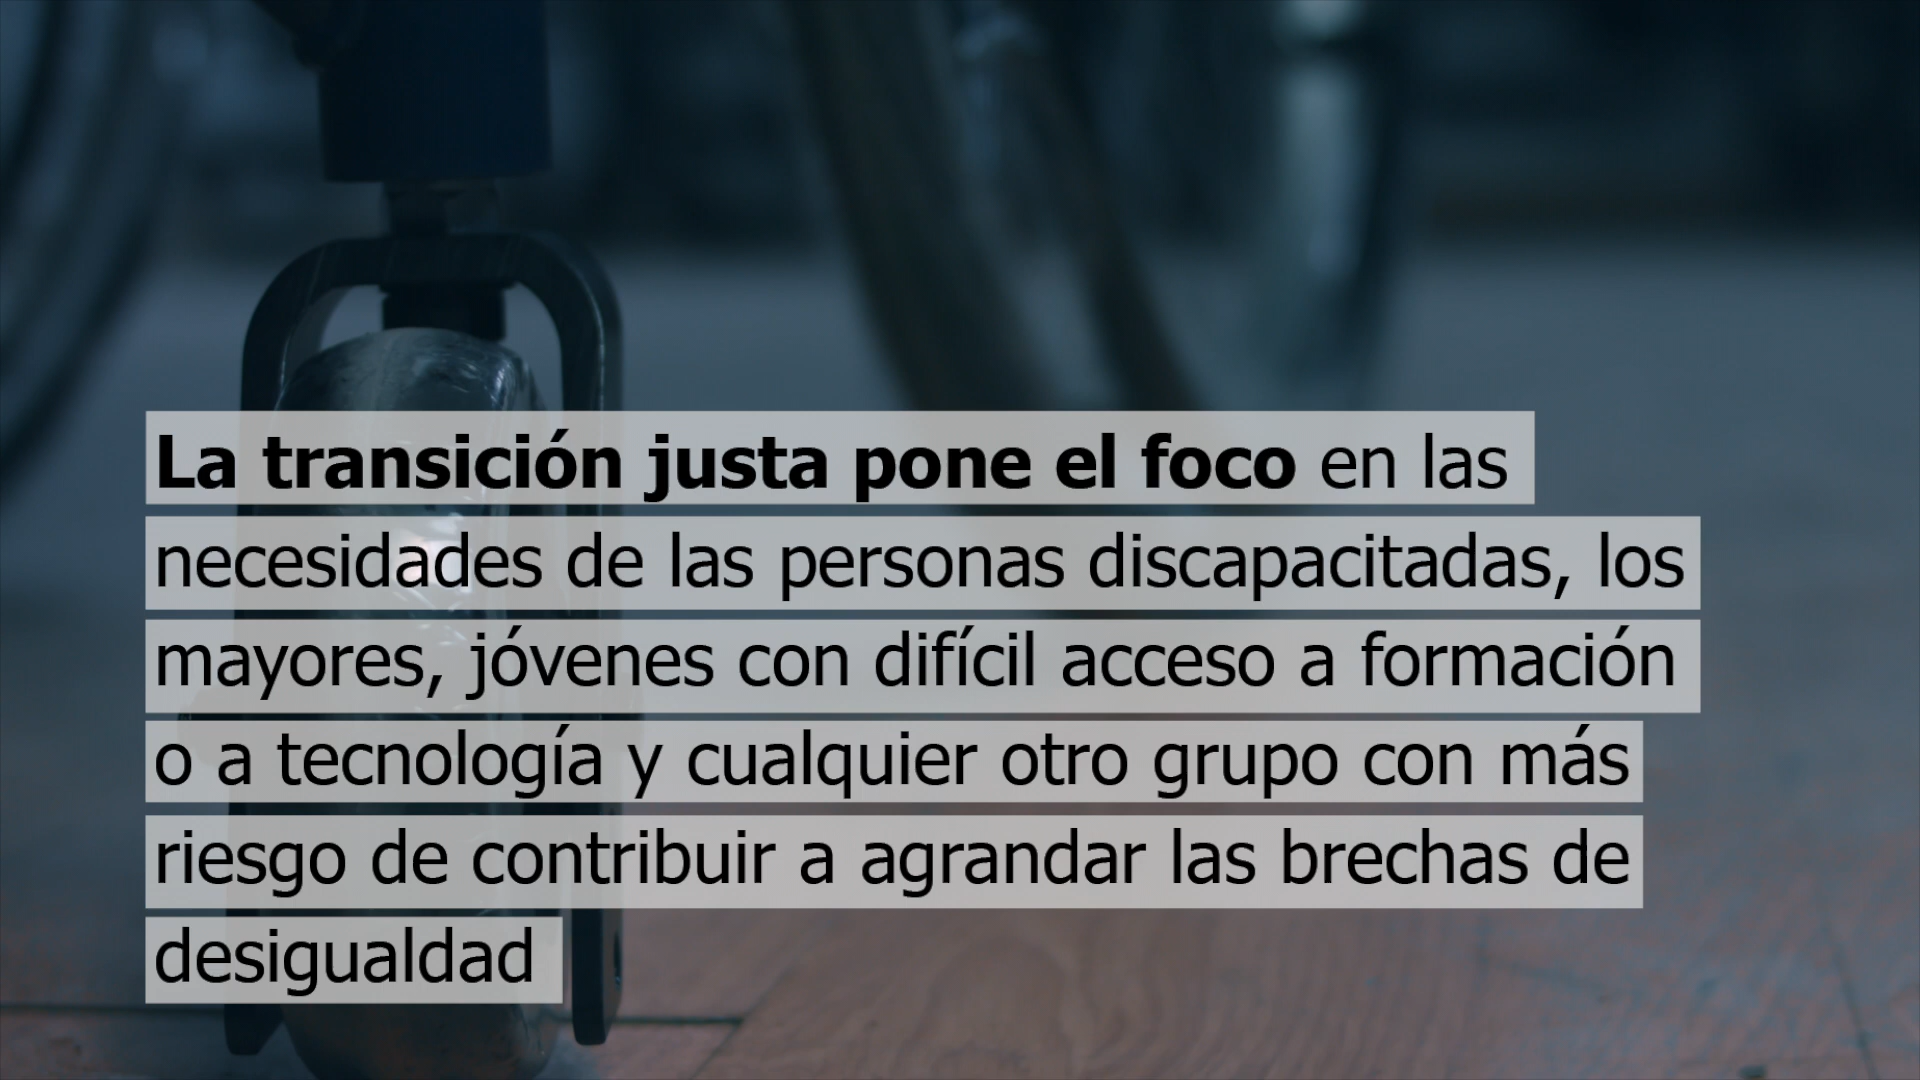 La transición justa pone el foco en las
necesidades de las personas discapacitadas, los
mayores, jóvenes con difícil acceso a formación
o a tecnología y cualquier otro grupo con más
riesgo de contribuir a agrandar las brechas de
desigualdad